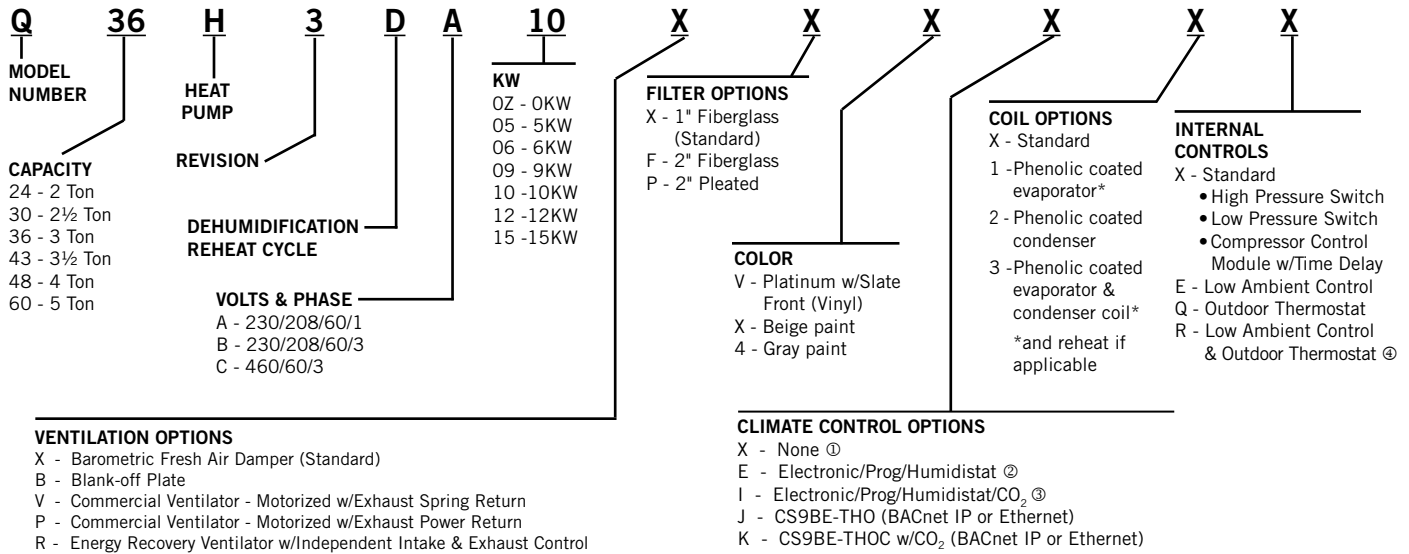 Q 36 H 3 D A 10 X X X X X X
MODEL
NUMBER
HEAT
PUMP
CAPACITY
24 - 2 Ton
30 - 2½ Ton
36 - 3 Ton
43 - 3½ Ton
48 - 4 Ton
60 - 5 Ton
REVISION
DEHUMIDIFICATION
REHEAT CYCLE
VOLTS & PHASE
A - 230/208/60/1
B - 230/208/60/3
C - 460/60/3
KW
0Z - 0KW
05 - 5KW
06 - 6KW
09 - 9KW
10 -10KW
12 -12KW
15 -15KW
FILTER OPTIONS
X - 1" Fiberglass
(Standard)
F - 2" Fiberglass
P - 2" Pleated
COLOR
V - Platinum w/Slate
Front (Vinyl)
X - Beige paint
4 - Gray paint
COIL OPTIONS
X - Standard
1 -Phenolic coated
evaporator*
2 - Phenolic coated
condenser
3 -Phenolic coated
evaporator &
condenser coil*
*and reheat if
applicable
INTERNAL
CONTROLS
X - Standard
• High Pressure Switch
• Low Pressure Switch
• Compressor Control
Module w/Time Delay
E - Low Ambient Control
Q - Outdoor Thermostat
R - Low Ambient Control
& Outdoor Thermostat ④
VENTILATION OPTIONS
X - Barometric Fresh Air Damper (Standard)
B - Blank-off Plate
V - Commercial Ventilator - Motorized w/Exhaust Spring Return
P - Commercial Ventilator - Motorized w/Exhaust Power Return
R - Energy Recovery Ventilator w/Independent Intake & Exhaust Control
CLIMATE CONTROL OPTIONS
X - None ①
E - Electronic/Prog/Humidistat ②
I - Electronic/Prog/Humidistat/CO₂ ③
J - CS9BE-THO (BACnet IP or Ethernet)
K - CS9BE-THOC w/CO₂ (BACnet IP or Ethernet)